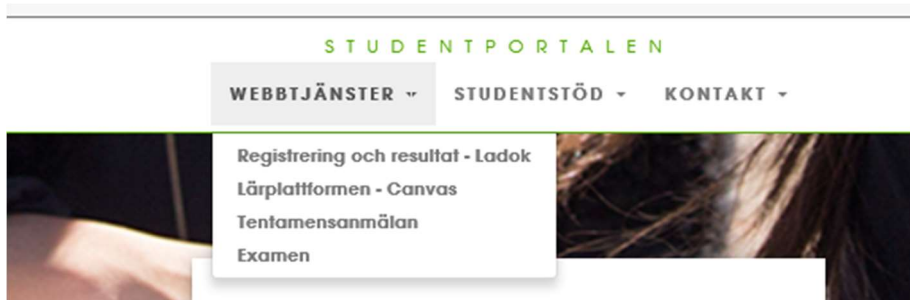 STUDENTPORTALEN
WEBBTJÄNSTER STUDENTSTÖD KONTAKT
Registrering och resultat - Ladok
Lärplattformen - Canvas
Tentamensanmälan
Examen